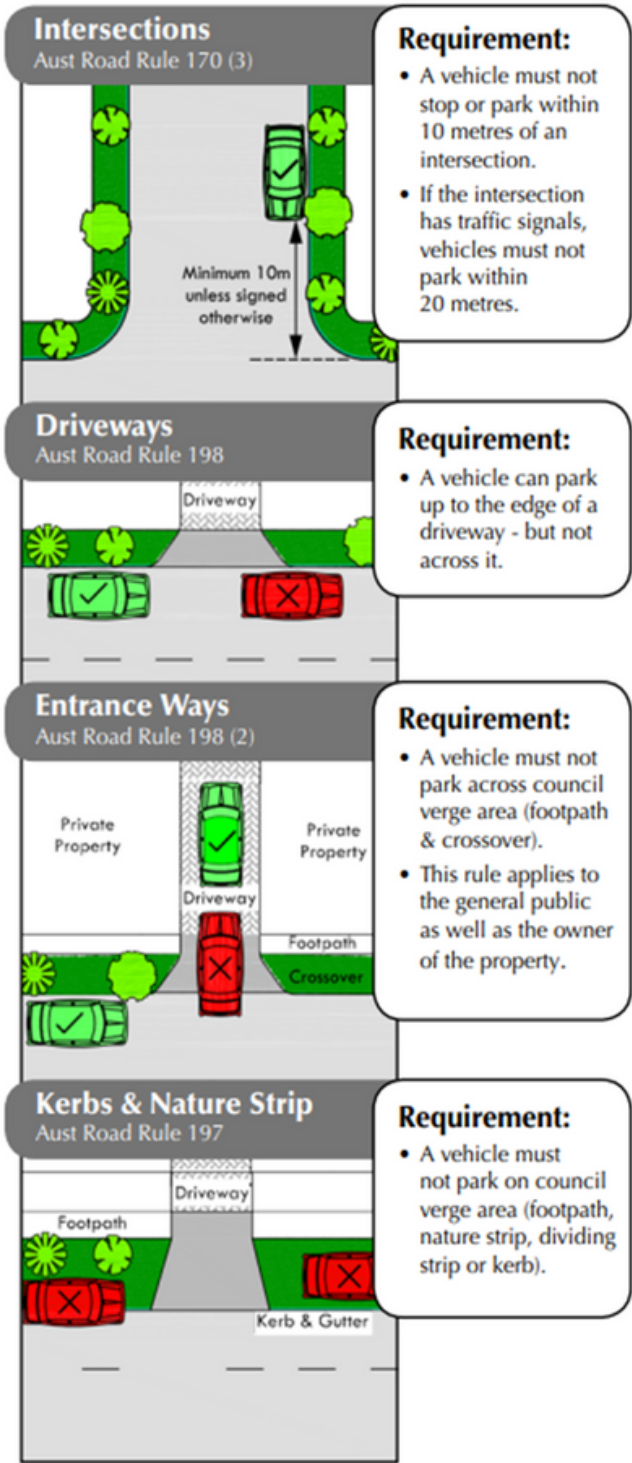 Intersections
Aust Road Rule 170 (3)
Minimum 10m
unless signed
otherwise
Requirement:
• A vehicle must not
stop or park within
10 metres of an
intersection.
• If the intersection
has traffic signals,
vehicles must not
park within
20 metres.
Driveways
Aust Road Rule 198
Driveway
Requirement:
• A vehicle can park
up to the edge of a
driveway - but not
across it.
Entrance Ways
Aust Road Rule 198 (2)
Private
Property
Private
Property
Driveway
Footpath
Crossover
Requirement:
• A vehicle must not
park across council
verge area (footpath
& crossover).
• This rule applies to
the general public
as well as the owner
of the property.
Kerbs & Nature Strip
Aust Road Rule 197
Driveway
Footpath
Kerb & Gutter
Requirement:
• A vehicle must
not park on council
verge area (footpath,
nature strip, dividing
strip or kerb).